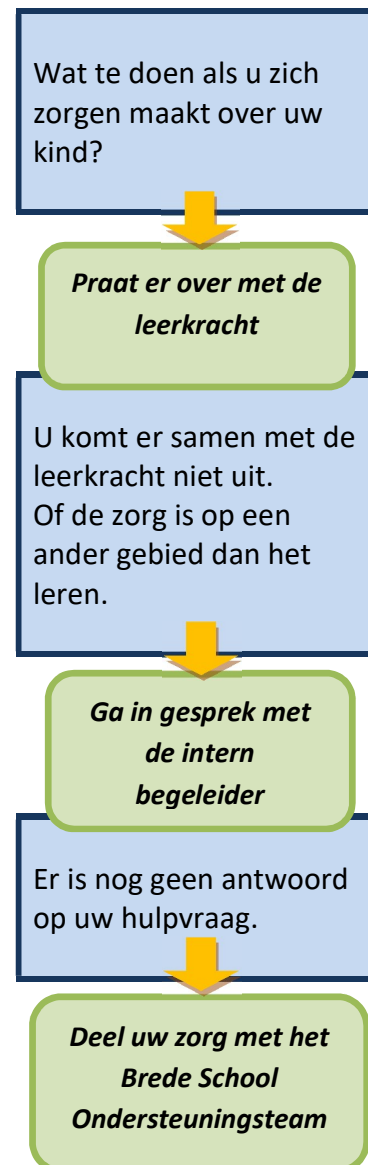 Wat te doen als u zich
zorgen maakt over uw
kind?
Praat er over met de
leerkracht
U komt er samen met de
leerkracht niet uit.
Of de zorg is op een
ander gebied dan het
leren.
Ga in gesprek met
de intern
begeleider
Er is nog geen antwoord
op uw hulpvraag.
Deel uw zorg met het
Brede School
Ondersteuningsteam